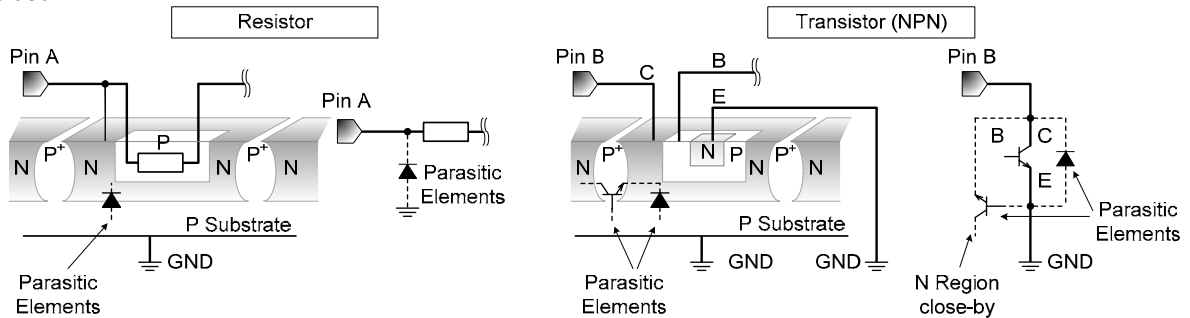 Resistor
Transistor (NPN)
Pin A
Pin B
C
B
E
Pin B
Pin A
N
P+
N
P
P+
N
N
P+
N
P
P+
N
N
B
C
E
Parasitic
Elements
P Substrate
GND
Parasitic
Elements
P Substrate
GND
GND
Parasitic
Elements
Parasitic
Elements
N Region
close-by
GND